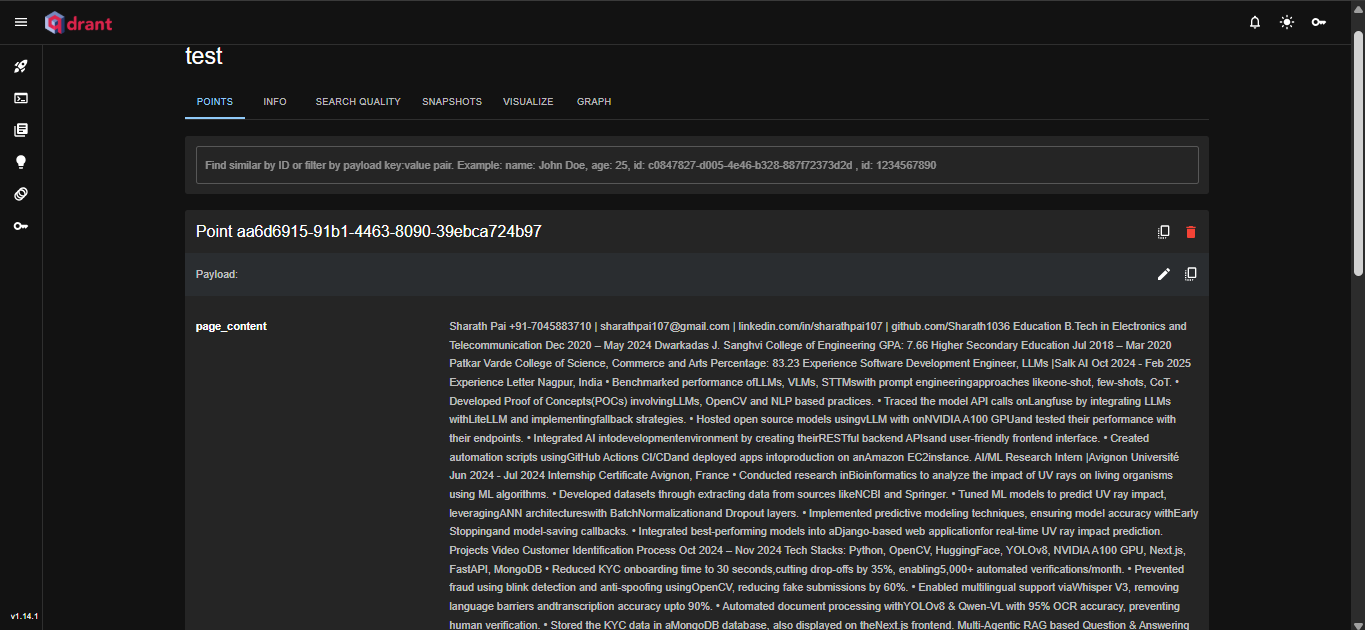 qdrant
test
POINTS INFO SEARCH QUALITY SNAPSHOTS VISUALIZE GRAPH
Find similar by ID or filter by payload key:value pair. Example: name: John Doe, age: 25, id: c0847827-d005-4e46-b328-887f72373d2d , id: 1234567890
Point aa6d6915-91b1-4463-8090-39ebca724b97
Payload:
page_content
Sharath Pai +91-7045883710 | sharathpai107@gmail.com | linkedin.com/in/sharathpai107 | github.com/Sharath1036 Education B.Tech in Electronics and
Telecommunication Dec 2020 – May 2024 Dwarkadas J. Sanghvi College of Engineering GPA: 7.66 Higher Secondary Education Jul 2018 – Mar 2020
Patkar Varde College of Science, Commerce and Arts Percentage: 83.23 Experience Software Development Engineer, LLMs |Salk AI Oct 2024 - Feb 2025
Experience Letter Nagpur, India • Benchmarked performance ofLLMs, VLMs, STTMswith prompt engineeringapproaches likeone-shot, few-shots, CoT. •
Developed Proof of Concepts(POCs) involvingLLMs, OpenCV and NLP based practices. • Traced the model API calls onLangfuse by integrating LLMs
withLiteLLM and implementingfallback strategies. • Hosted open source models usingvLLM with onNVIDIA A100 GPUand tested their performance with
their endpoints. • Integrated AI intodevelopmentenvironment by creating theirRESTful backend APIsand user-friendly frontend interface. • Created
automation scripts usingGitHub Actions CI/CDand deployed apps intoproduction on anAmazon EC2instance. AI/ML Research Intern |Avignon Université
Jun 2024 - Jul 2024 Internship Certificate Avignon, France • Conducted research inBioinformatics to analyze the impact of UV rays on living organisms
using ML algorithms. • Developed datasets through extracting data from sources likeNCBI and Springer. • Tuned ML models to predict UV ray impact,
leveragingANN architectureswith BatchNormalizationand Dropout layers. • Implemented predictive modeling techniques, ensuring model accuracy withEarly
Stoppingand model-saving callbacks. • Integrated best-performing models into aDjango-based web applicationfor real-time UV ray impact prediction.
Projects Video Customer Identification Process Oct 2024 – Nov 2024 Tech Stacks: Python, OpenCV, HuggingFace, YOLOv8, NVIDIA A100 GPU, Next.js,
FastAPI, MongoDB • Reduced KYC onboarding time to 30 seconds,cutting drop-offs by 35%, enabling5,000+ automated verifications/month. • Prevented
fraud using blink detection and anti-spoofing usingOpenCV, reducing fake submissions by 60%. • Enabled multilingual support viaWhisper V3, removing
language barriers andtranscription accuracy upto 90%. • Automated document processing withYOLOv8 & Qwen-VL with 95% OCR accuracy, preventing
human verification. • Stored the KYC data in aMongoDB database, also displayed on theNext.js frontend. Multi-Agentic RAG based Question & Answering
v1.14.1